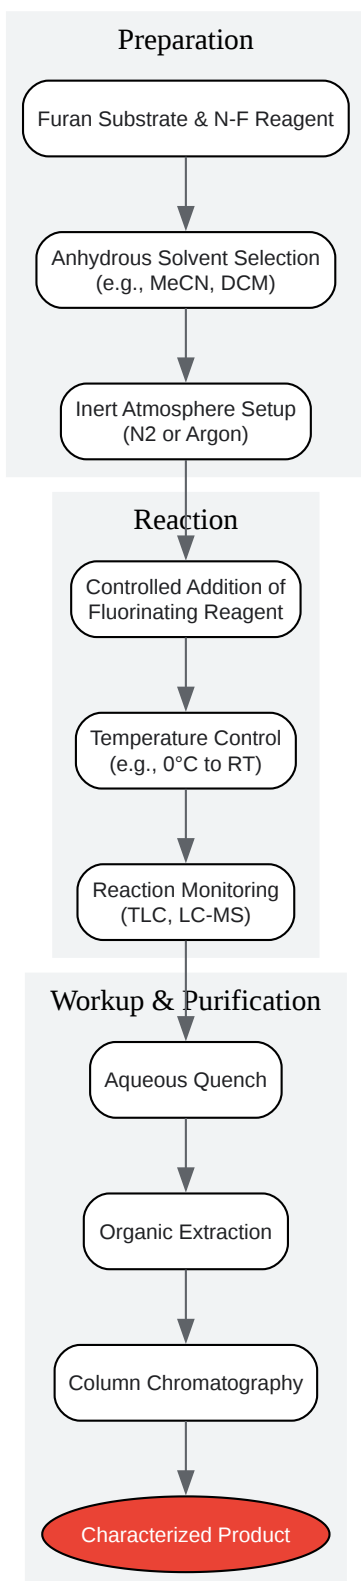 Preparation
Furan Substrate & N-F Reagent
Anhydrous Solvent Selection
(e.g., MeCN, DCM)
Inert Atmosphere Setup
(N2 or Argon)
Reaction
Controlled Addition of
Fluorinating Reagent
Temperature Control
(e.g., 0°C to RT)
Reaction Monitoring
(TLC, LC-MS)
Workup & Purification
Aqueous Quench
Organic Extraction
Column Chromatography
Characterized Product